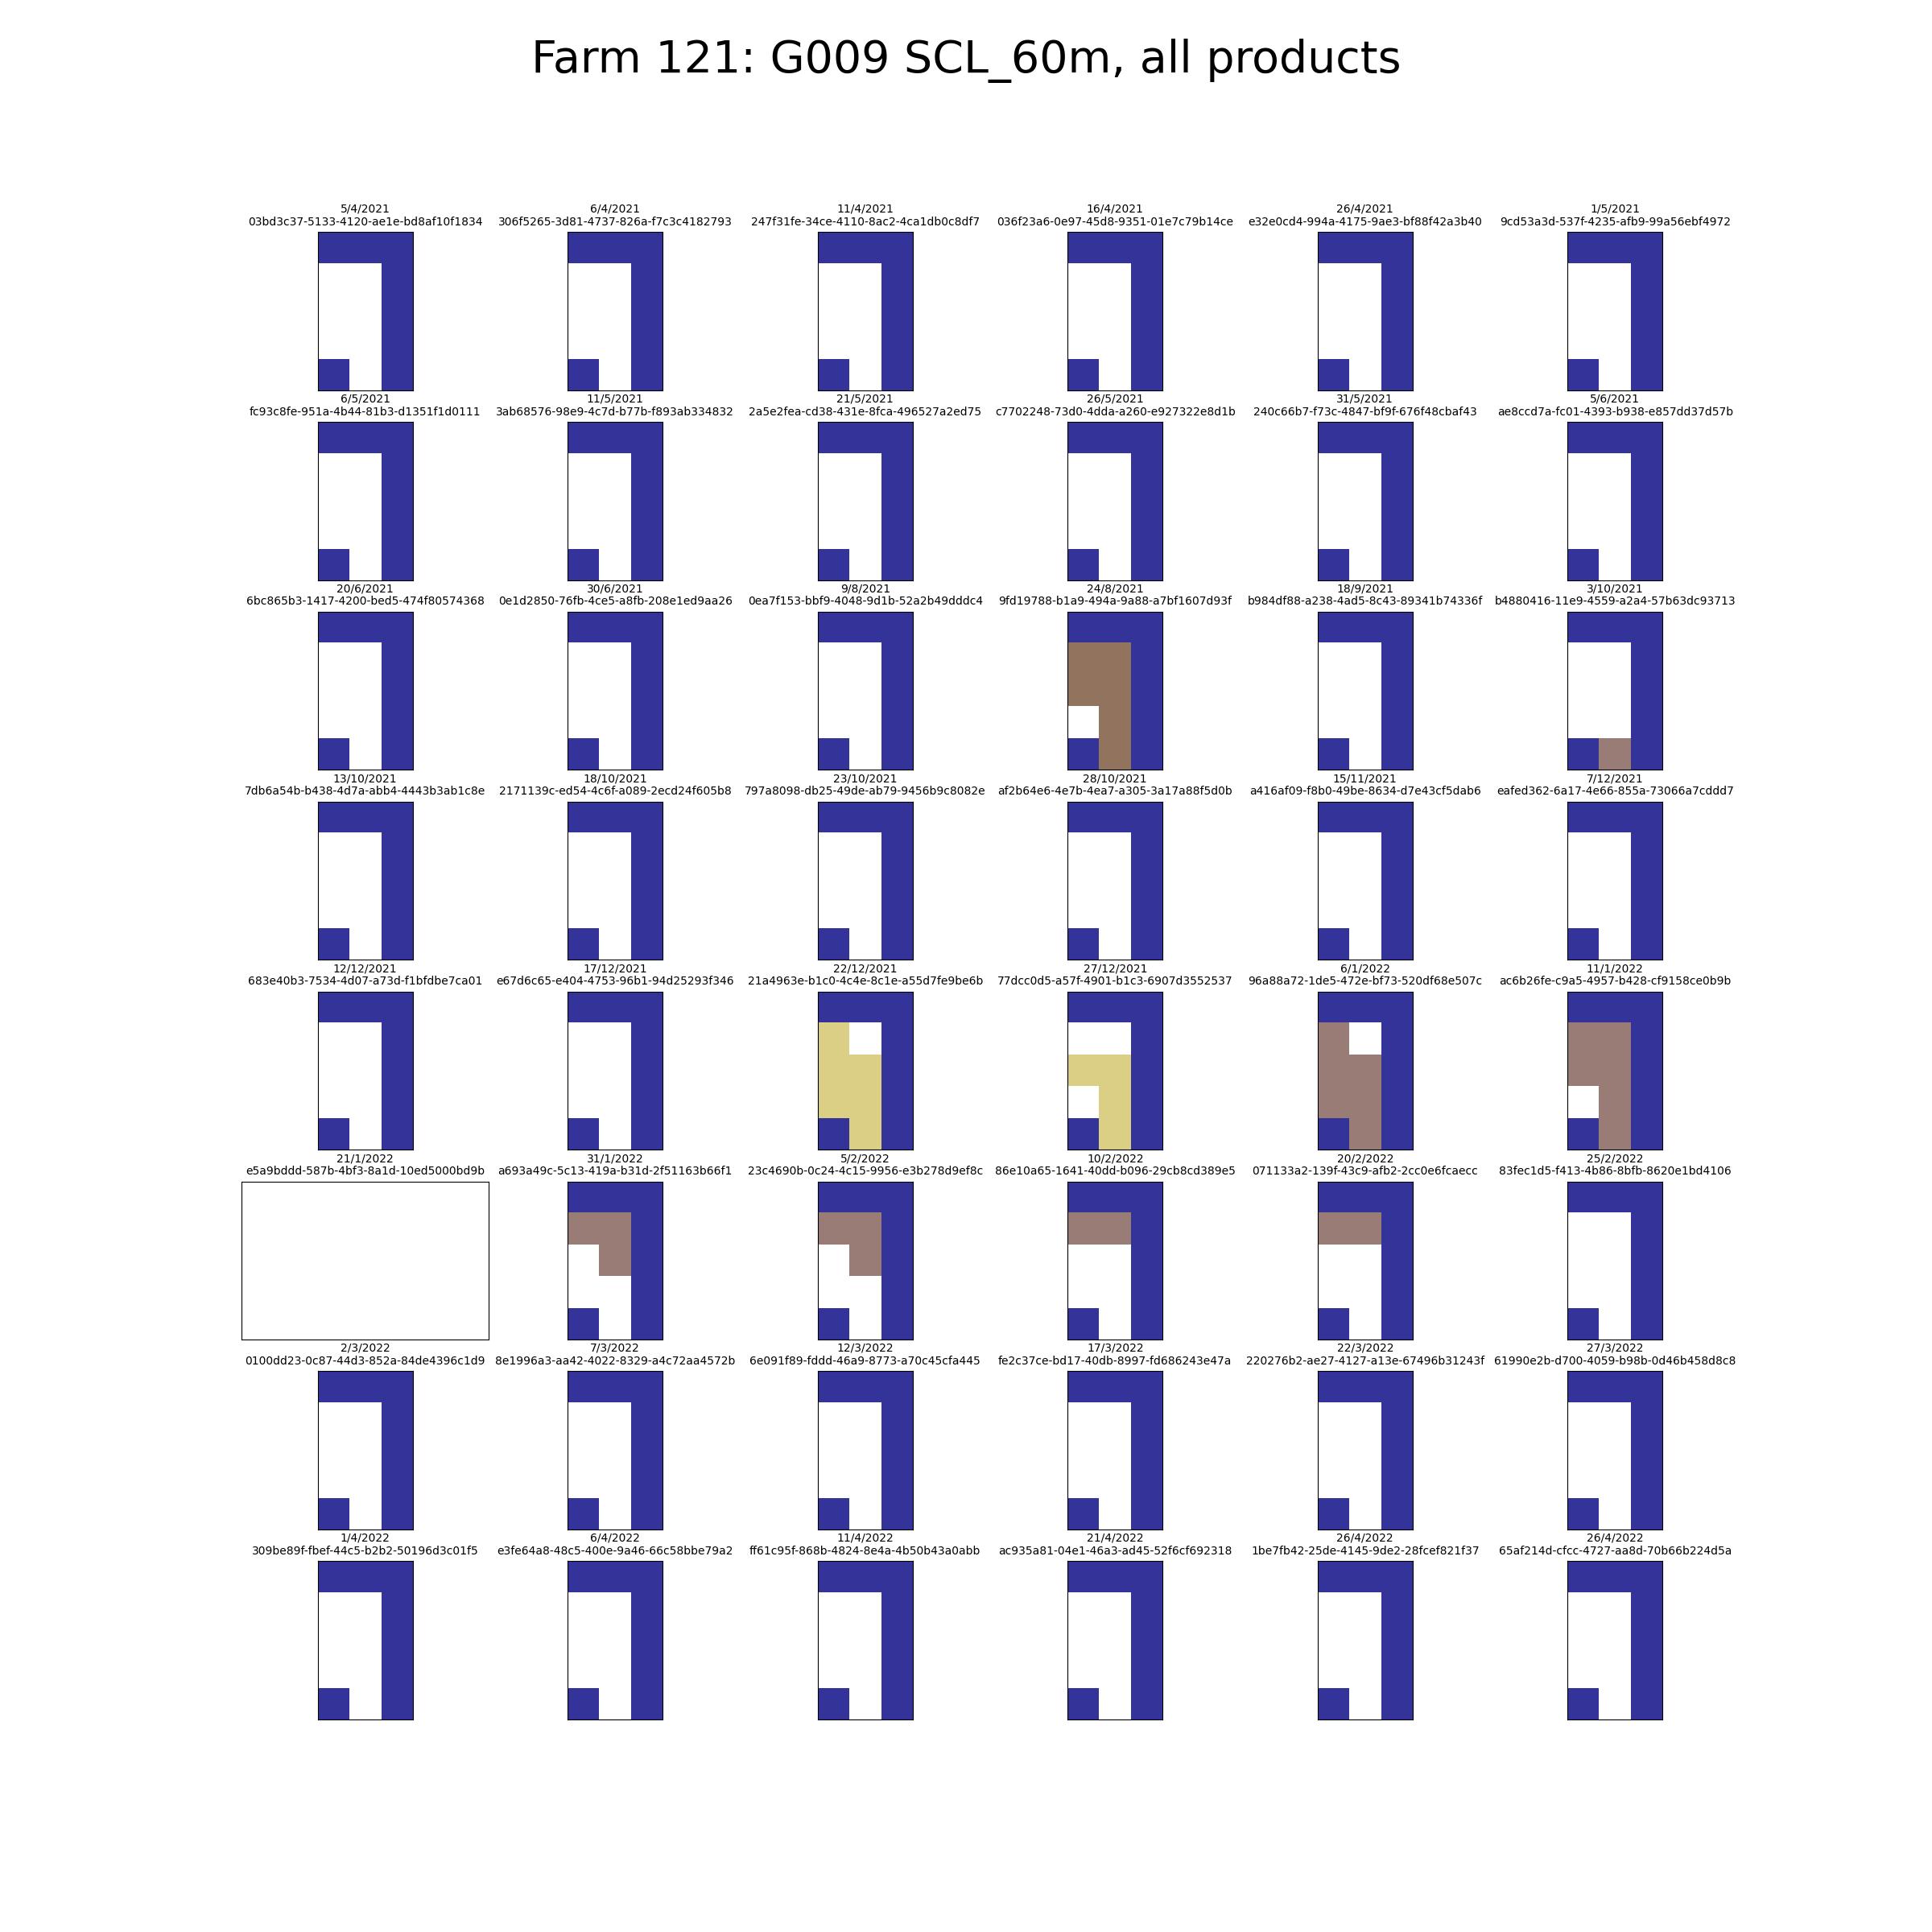 Farm 121: G009 SCL_60m, all products
5/4/2021
03bd3c37-5133-4120-ae1e-bd8af10f1834
6/4/2021
306f5265-3d81-4737-826a-f7c3c4182793
11/4/2021
247f31fe-34ce-4110-8ac2-4ca1db0c8df7
16/4/2021
036f23a6-0e97-45d8-9351-01e7c79b14ce
26/4/2021
e32e0cd4-994a-4175-9ae3-bf88f42a3b40
1/5/2021
9cd53a3d-537f-4235-afb9-99a56ebf4972
6/5/2021
fc93c8fe-951a-4b44-81b3-d1351f1d0111
11/5/2021
3ab68576-98e9-4c7d-b77b-f893ab334832
21/5/2021
2a5e2fea-cd38-431e-8fca-496527a2ed75
26/5/2021
c7702248-73d0-4dda-a260-e927322e8d1b
31/5/2021
240c66b7-f73c-4847-bf9f-676f48cbaf43
5/6/2021
ae8ccd7a-fc01-4393-b938-e857dd37d57b
20/6/2021
6bc865b3-1417-4200-bed5-474f80574368
30/6/2021
0e1d2850-76fb-4ce5-a8fb-208e1ed9aa26
9/8/2021
0ea7f153-bbf9-4048-9d1b-52a2b49dddc4
24/8/2021
9fd19788-b1a9-494a-9a88-a7bf1607d93f
18/9/2021
b984df88-a238-4ad5-8c43-89341b74336f
3/10/2021
b4880416-11e9-4559-a2a4-57b63dc93713
13/10/2021
7db6a54b-b438-4d7a-abb4-4443b3ab1c8e
18/10/2021
2171139c-ed54-4c6f-a089-2ecd24f605b8
23/10/2021
797a8098-db25-49de-ab79-9456b9c8082e
28/10/2021
af2b64e6-4e7b-4ea7-a305-3a17a88f5d0b
15/11/2021
a416af09-f8b0-49be-8634-d7e43cf5dab6
7/12/2021
eafed362-6a17-4e66-855a-73066a7cddd7
12/12/2021
683e40b3-7534-4d07-a73d-f1bfdbe7ca01
17/12/2021
e67d6c65-e404-4753-96b1-94d25293f346
22/12/2021
21a4963e-b1c0-4c4e-8c1e-a55d7fe9be6b
27/12/2021
77dcc0d5-a57f-4901-b1c3-6907d3552537
6/1/2022
96a88a72-1de5-472e-bf73-520df68e507c
11/1/2022
ac6b26fe-c9a5-4957-b428-cf9158ce0b9b
21/1/2022
e5a9bddd-587b-4bf3-8a1d-10ed5000bd9b
31/1/2022
a693a49c-5c13-419a-b31d-2f51163b66f1
5/2/2022
23c4690b-0c24-4c15-9956-e3b278d9ef8c
10/2/2022
86e10a65-1641-40dd-b096-29cb8cd389e5
20/2/2022
071133a2-139f-43c9-afb2-2cc0e6fcaecc
25/2/2022
83fec1d5-f413-4b86-8bfb-8620e1bd4106
2/3/2022
0100dd23-0c87-44d3-852a-84de4396c1d9
7/3/2022
8e1996a3-aa42-4022-8329-a4c72aa4572b
12/3/2022
6e091f89-fddd-46a9-8773-a70c45cfa445
17/3/2022
fe2c37ce-bd17-40db-8997-fd686243e47a
22/3/2022
220276b2-ae27-4127-a13e-67496b31243f
27/3/2022
61990e2b-d700-4059-b98b-0d46b458d8c8
1/4/2022
309be89f-fbef-44c5-b2b2-50196d3c01f5
6/4/2022
e3fe64a8-48c5-400e-9a46-66c58bbe79a2
11/4/2022
ff61c95f-868b-4824-8e4a-4b50b43a0abb
21/4/2022
ac935a81-04e1-46a3-ad45-52f6cf692318
26/4/2022
1be7fb42-25de-4145-9de2-28fcef821f37
26/4/2022
65af214d-cfcc-4727-aa8d-70b66b224d5a